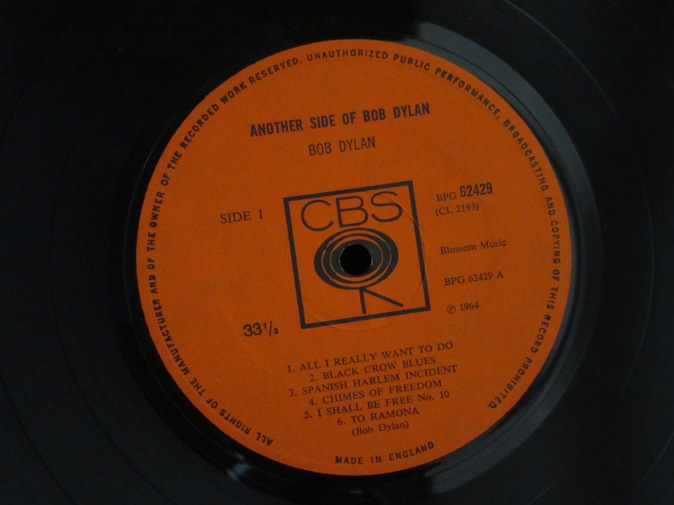 ALL RIGHTS OF THE MANUFACTURER AND OF THE OWNER OF THE RECORDED WORK RESERVED. UNAUTHORIZED PUBLIC PERFORMANCE, BROADCASTING AND COPYING OF THIS RECORD PROHIBITED.
ANOTHER SIDE OF BOB DYLAN
BOB DYLAN
SIDE 1
CBS
BPG 62429
(CL 2193)
Blossom Music
BPG 62429 A
℗ 1964
33⅓
1. ALL I REALLY WANT TO DO
2. BLACK CROW BLUES
3. SPANISH HARLEM INCIDENT
4. CHIMES OF FREEDOM
5. I SHALL BE FREE No. 10
6. TO RAMONA
(Bob Dylan)
MADE IN ENGLAND